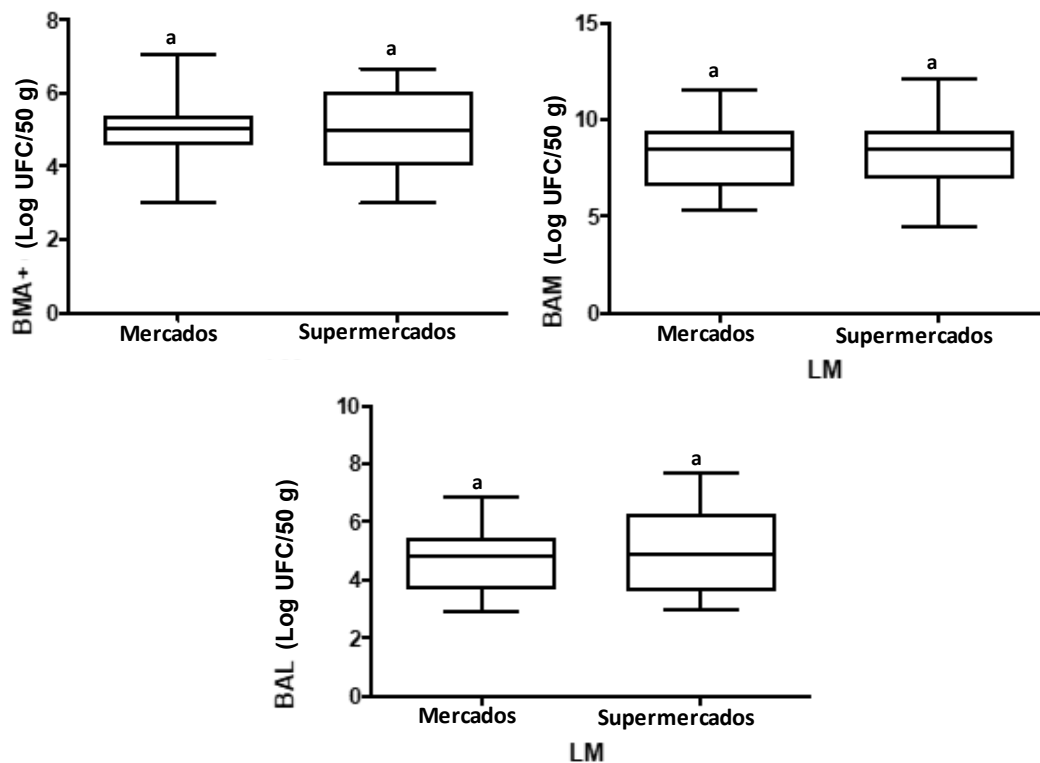 BMA+ (Log UFC/50 g)
8
6
4
2
0
a
a
Mercados
Supermercados
BAM (Log UFC/50 g)
15
10
5
0
a
a
Mercados
Supermercados
LM
BAL (Log UFC/50 g)
10
8
6
4
2
0
a
a
Mercados
Supermercados
LM